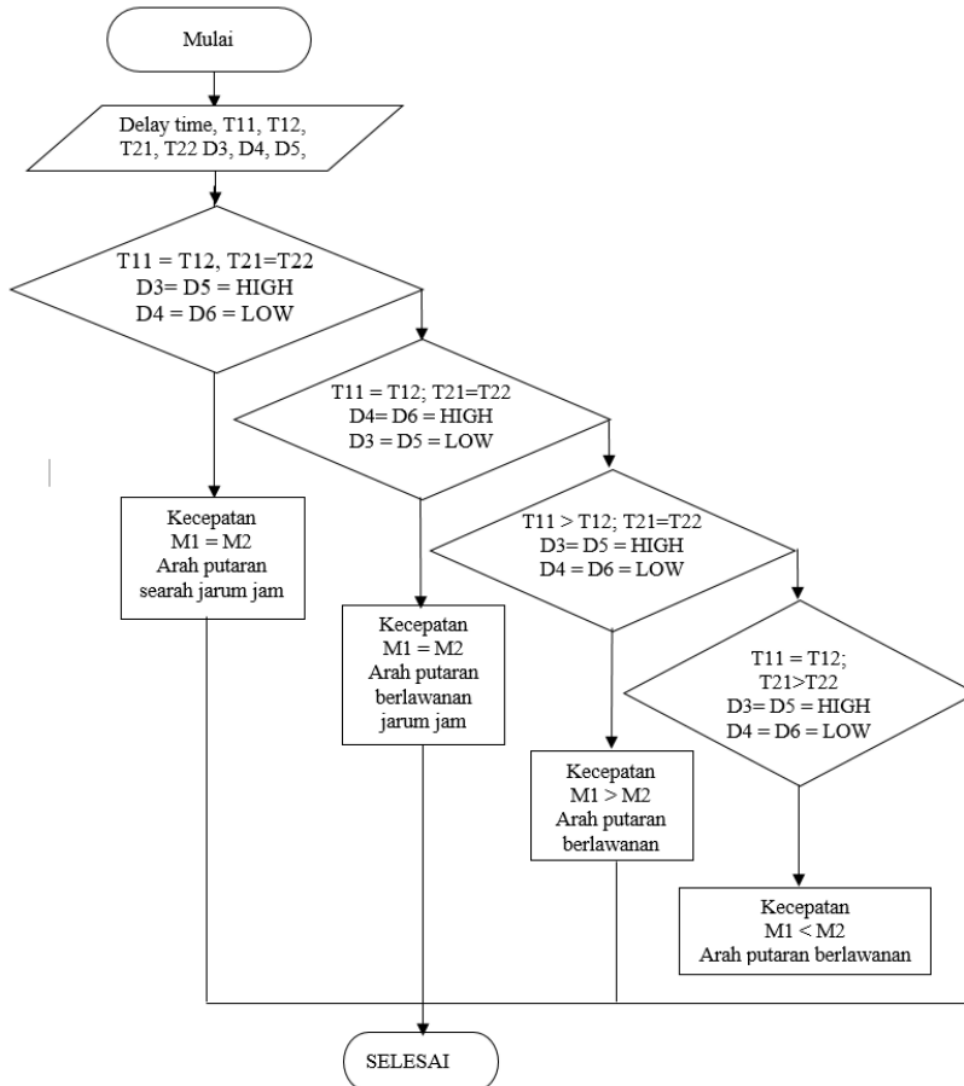 Mulai
Delay time, T11, T12,
T21, T22 D3, D4, D5,
T11 = T12, T21=T22
D3= D5 = HIGH
D4 = D6 = LOW
T11 = T12; T21=T22
D4= D6 = HIGH
D3 = D5 = LOW
T11 > T12; T21=T22
D3= D5 = HIGH
D4 = D6 = LOW
T11 = T12;
T21>T22
D3= D5 = HIGH
D4 = D6 = LOW
Kecepatan
M1 = M2
Arah putaran
searah jarum jam
Kecepatan
M1 = M2
Arah putaran
berlawanan
jarum jam
Kecepatan
M1 > M2
Arah putaran
berlawanan
Kecepatan
M1 < M2
Arah putaran berlawanan
SELESAI